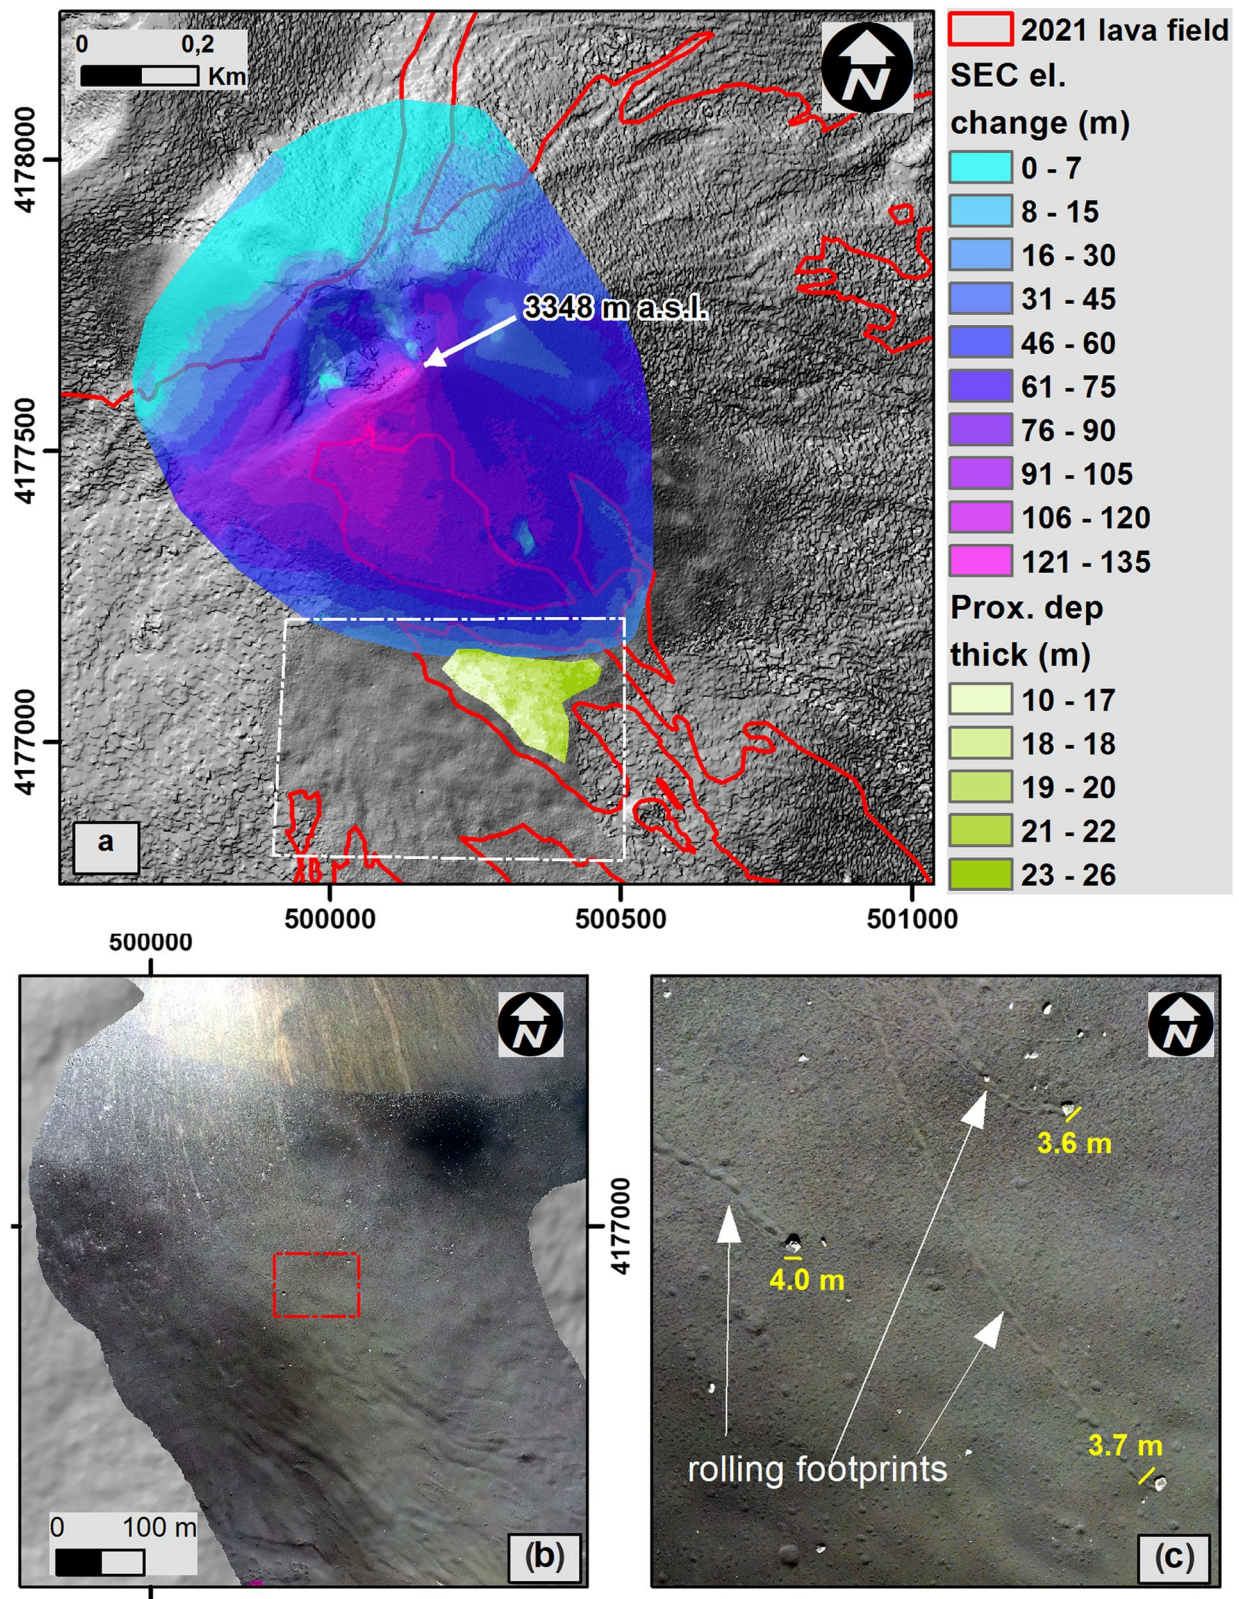 0 0,2
Km
N
3348 m a.s.l.
4178000
4177500
4177000
a
500000
500500
501000
2021 lava field
SEC el.
change (m)
0 - 7
8 - 15
16 - 30
31 - 45
46 - 60
61 - 75
76 - 90
91 - 105
106 - 120
121 - 135
Prox. dep
thick (m)
10 - 17
18 - 18
19 - 20
21 - 22
23 - 26
500000
N
4177000
0 100 m
(b)
N
3.6 m
4.0 m
3.7 m
rolling footprints
(c)